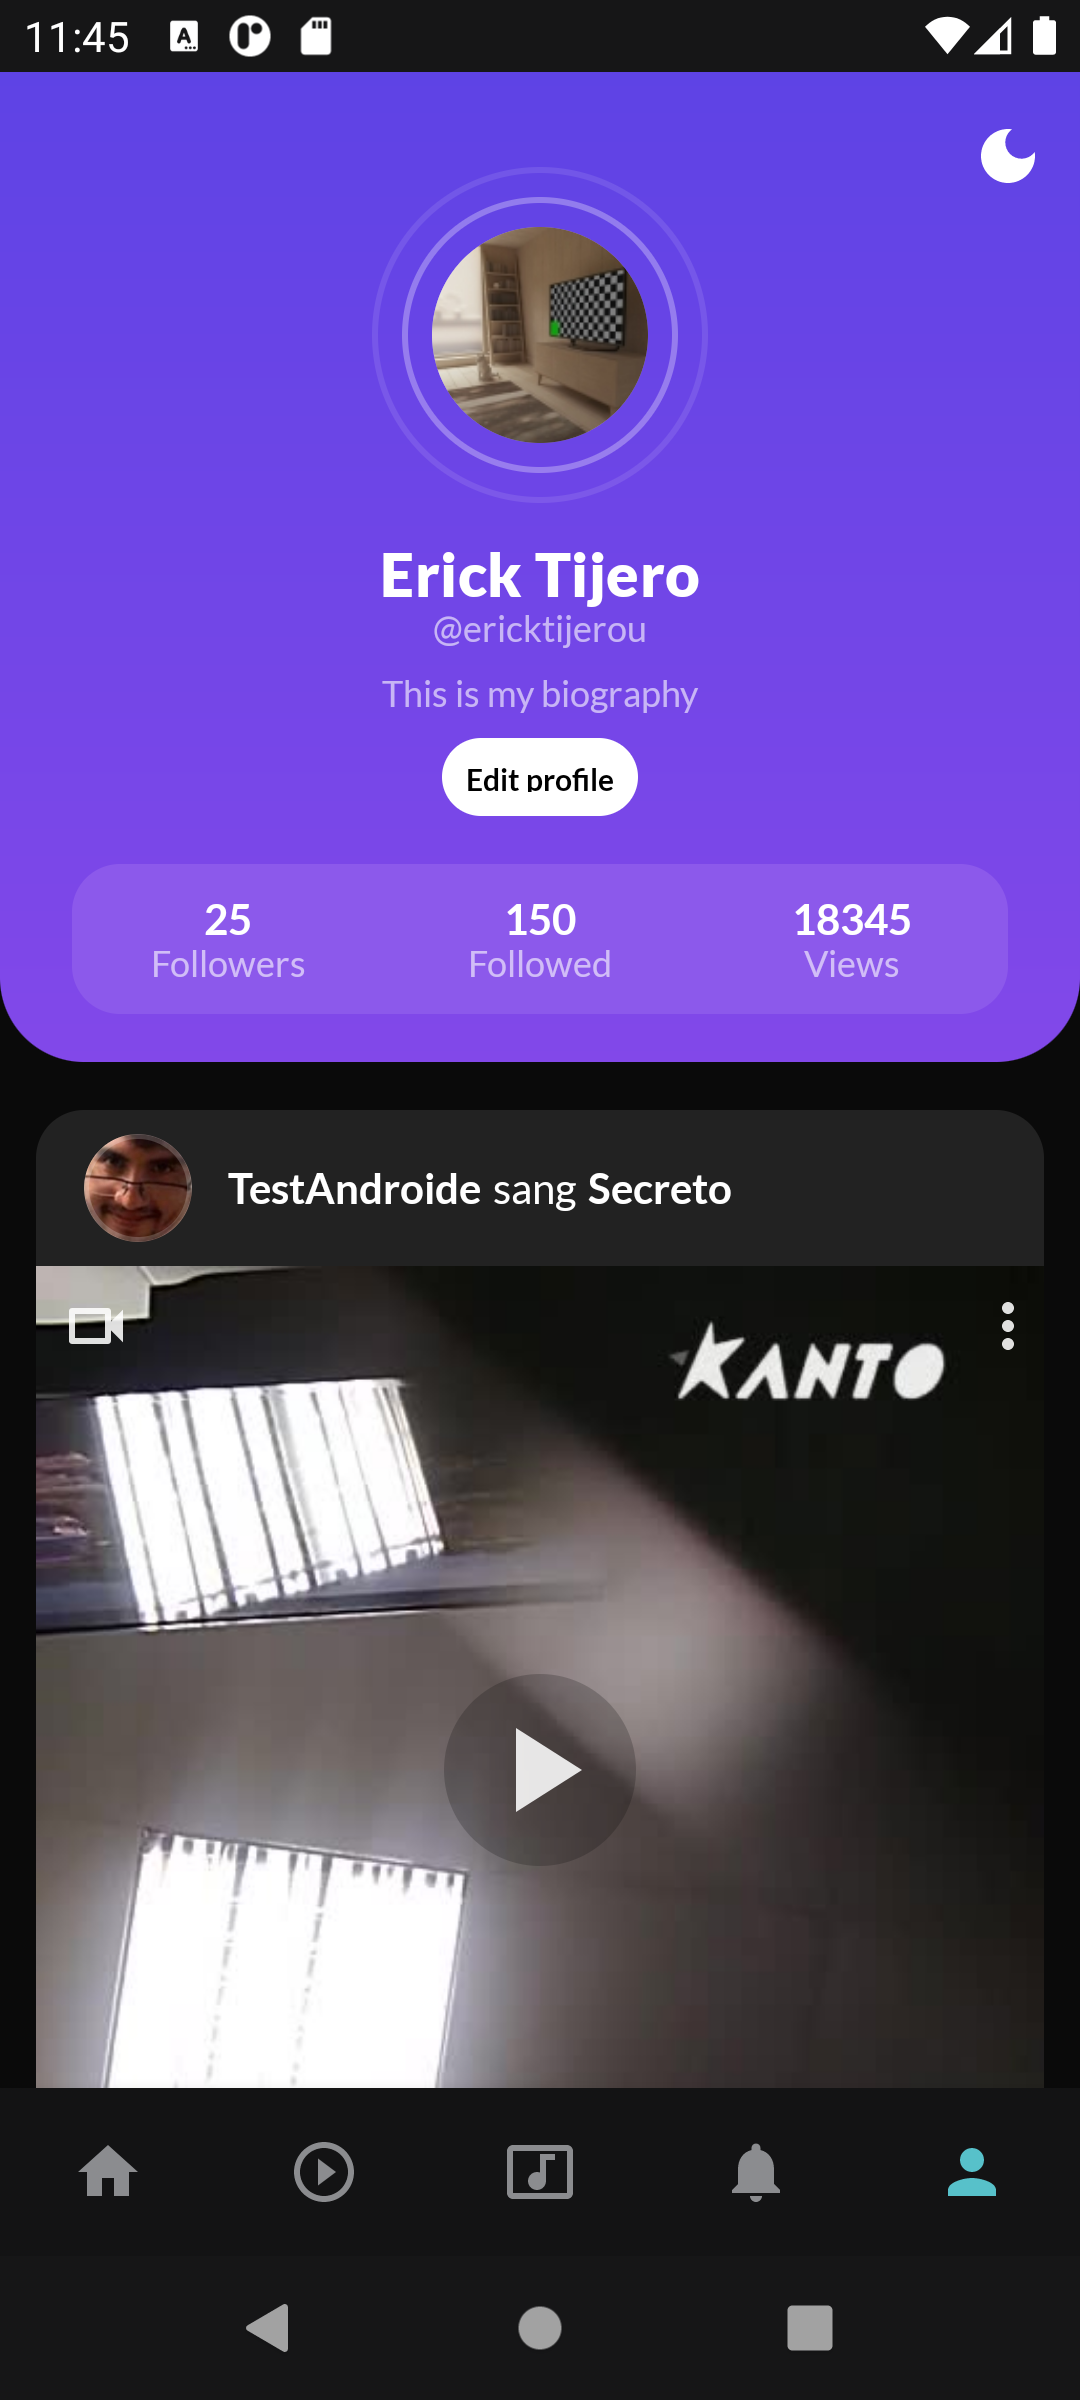 11:45
Erick Tijero
@ericktijerou
This is my biography
Edit profile
25 150 18345
Followers Followed Views
TestAndroide sang Secreto
KANTO